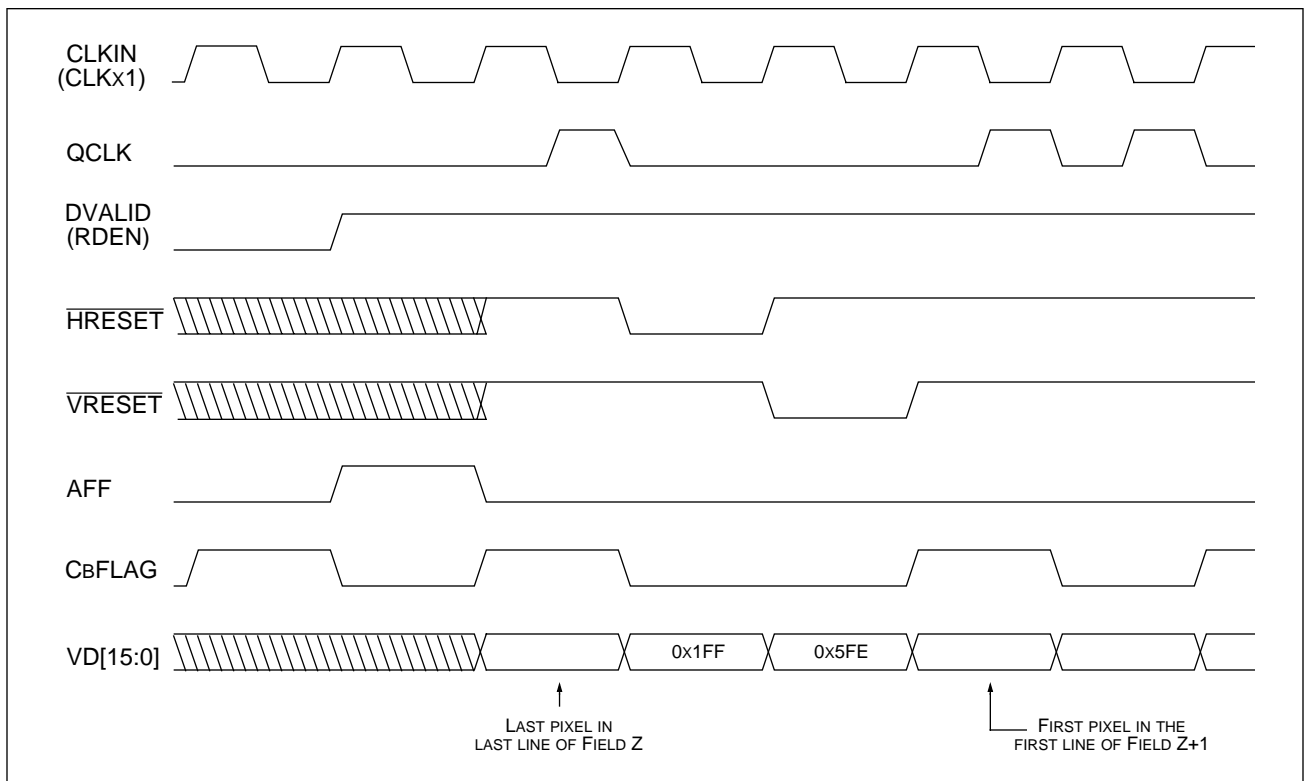 CLKIN
(CLKX1)
QCLK
DVALID
(RDEN)
HRESET
VRESET
AFF
CBFLAG
VD[15:0]
0X1FF
0X5FE
LAST PIXEL IN
LAST LINE OF FIELD Z
FIRST PIXEL IN THE
FIRST LINE OF FIELD Z+1